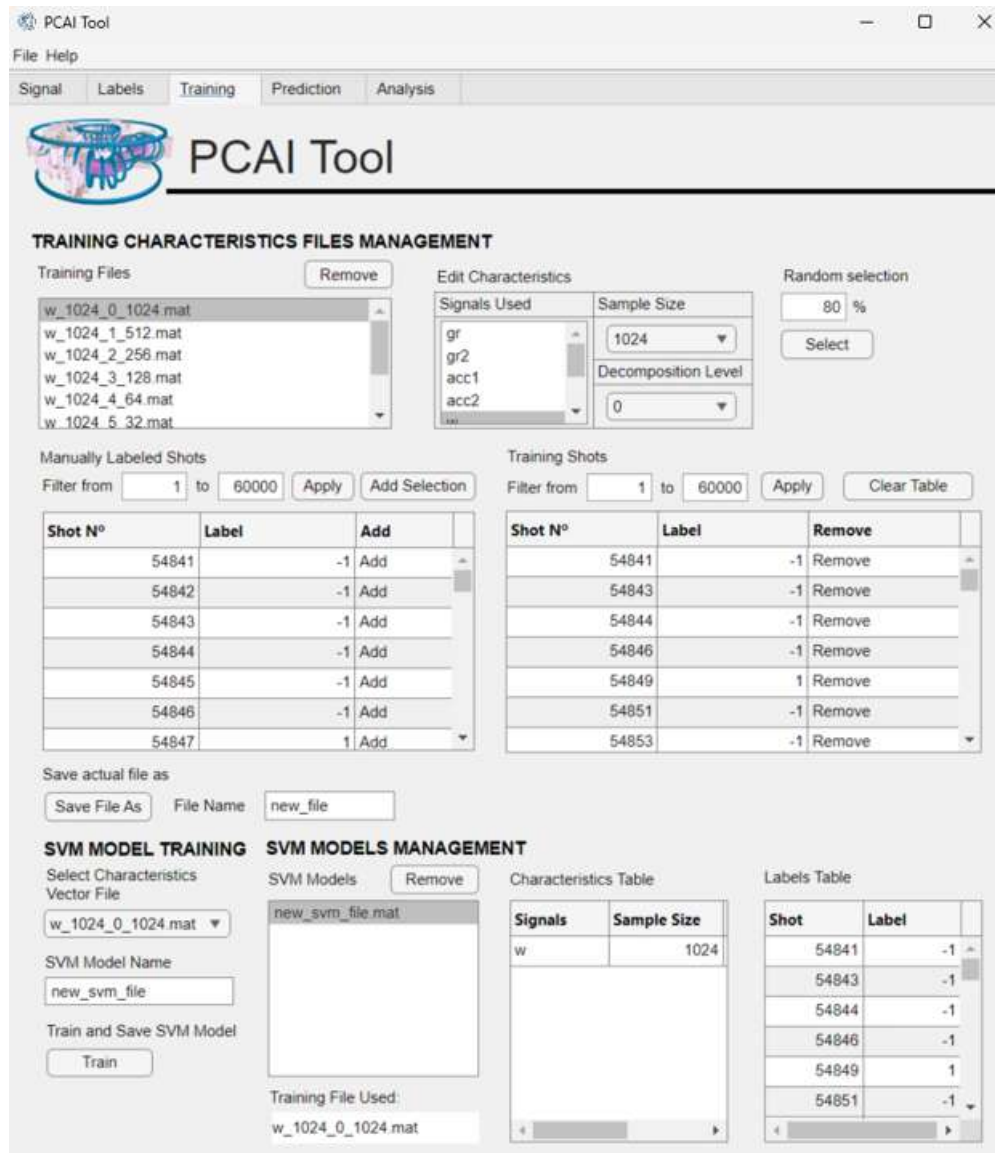 PCAI Tool
File Help
Signal Labels Training Prediction Analysis
PCAI Tool
TRAINING CHARACTERISTICS FILES MANAGEMENT
Training Files Remove Edit Characteristics Random selection
Signals Used Sample Size
w_1024_0_1024.mat
w_1024_1_512.mat
w_1024_2_256.mat
w_1024_3_128.mat
w_1024_4_64.mat
w_1024_5_32.mat
gr
gr2
acc1
acc2
w
1024
Decomposition Level
0
80 %
Select
Manually Labeled Shots
Filter from 1 to 60000 Apply Add Selection
Shot Nº Label Add
54841 -1 Add
54842 -1 Add
54843 -1 Add
54844 -1 Add
54845 -1 Add
54846 -1 Add
54847 1 Add
Training Shots
Filter from 1 to 60000 Apply Clear Table
Shot Nº Label Remove
54841 -1 Remove
54843 -1 Remove
54844 -1 Remove
54846 -1 Remove
54849 1 Remove
54851 -1 Remove
54853 -1 Remove
Save actual file as
Save File As File Name new_file
SVM MODEL TRAINING
Select Characteristics
Vector File
w_1024_0_1024.mat
SVM Model Name
new_svm_file
Train and Save SVM Model
Train
SVM MODELS MANAGEMENT
SVM Models Remove
new_svm_file.mat
Training File Used:
w_1024_0_1024.mat
Characteristics Table
Signals Sample Size
w 1024
Labels Table
Shot Label
54841 -1
54843 -1
54844 -1
54846 -1
54849 1
54851 -1